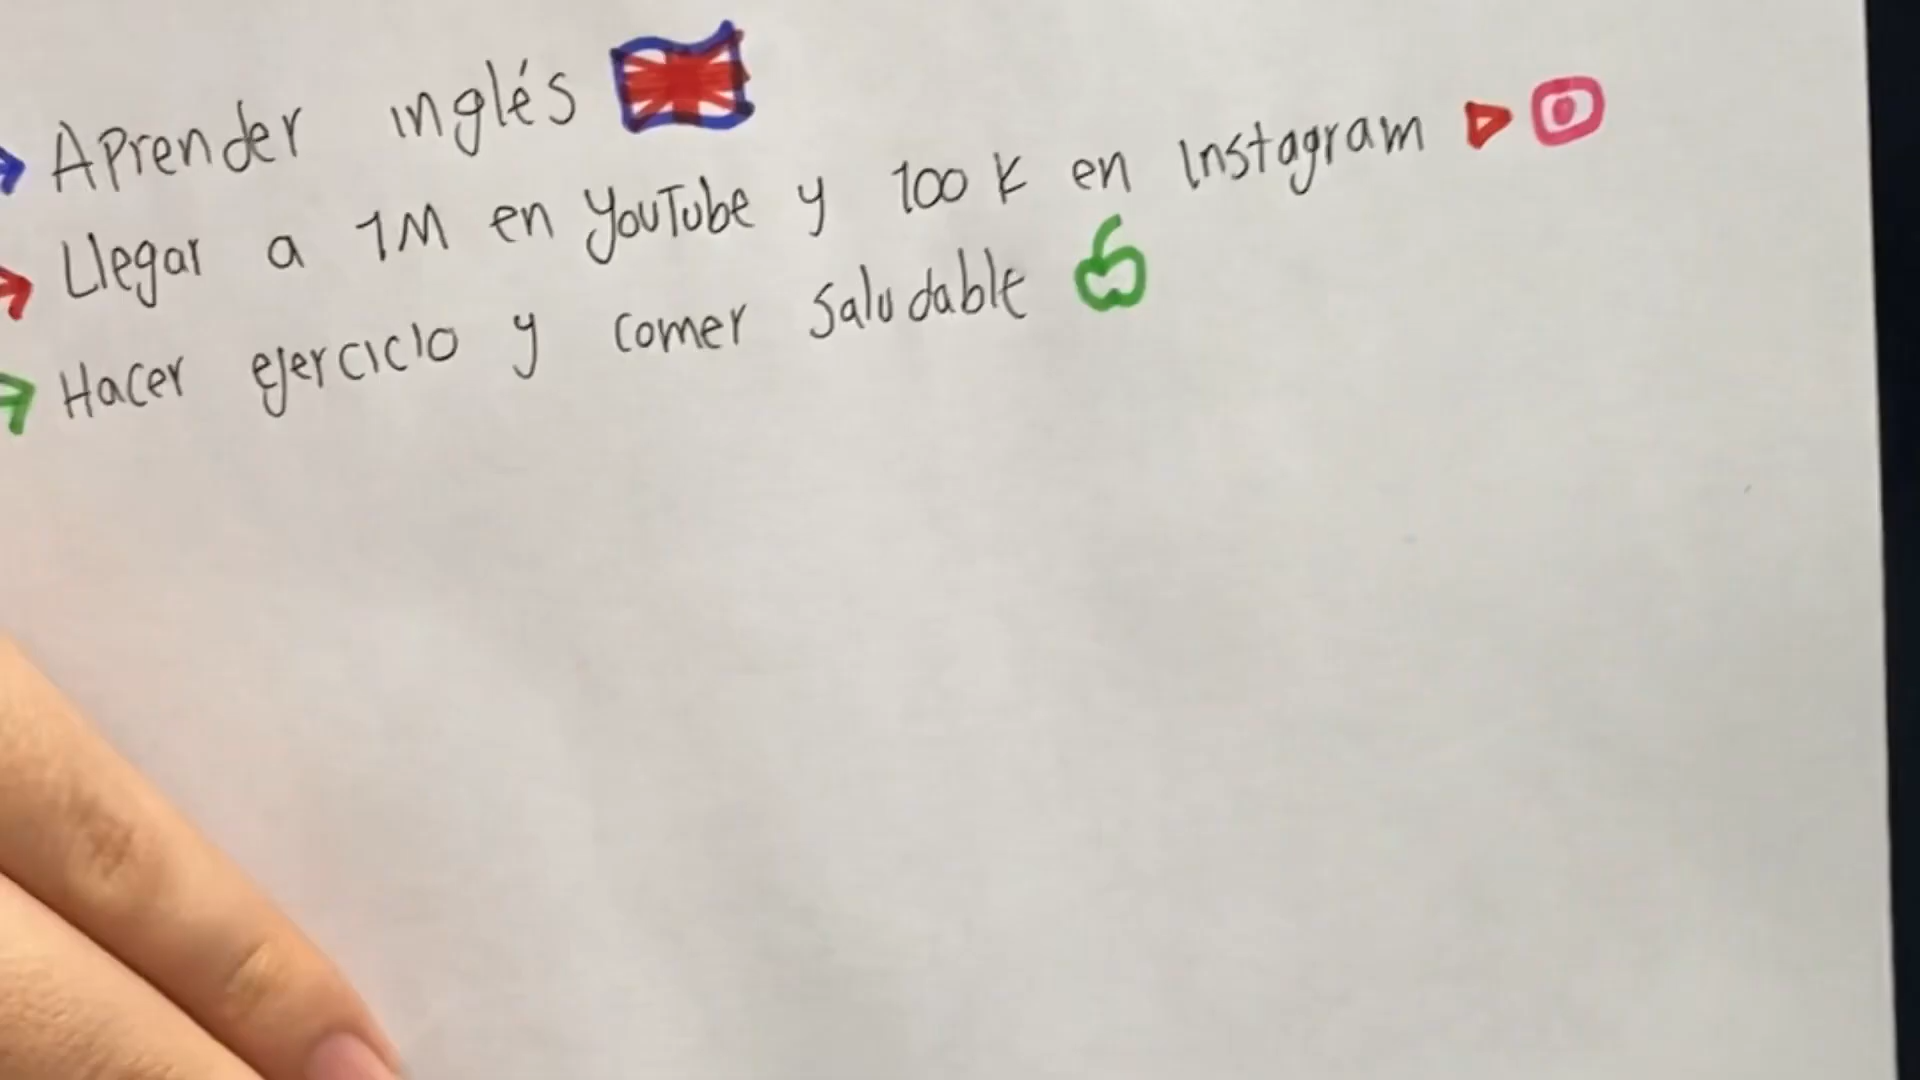 Aprender inglés
Llegar a 1M en YouTube y 100 K en Instagram
Hacer ejercicio y comer saludable